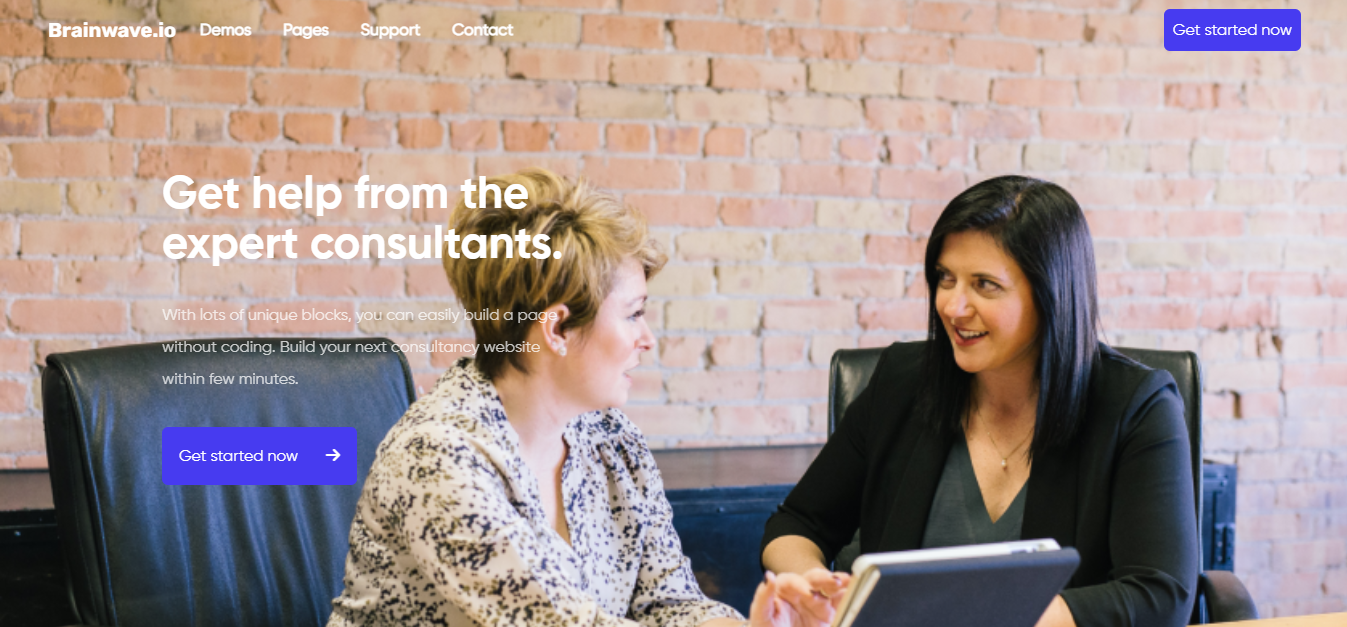 Brainwave.io Demos Pages Support Contact Get started now
Get help from the
expert consultants.
With lots of unique blocks, you can easily build a page
without coding. Build your next consultancy website
within few minutes.
Get started now